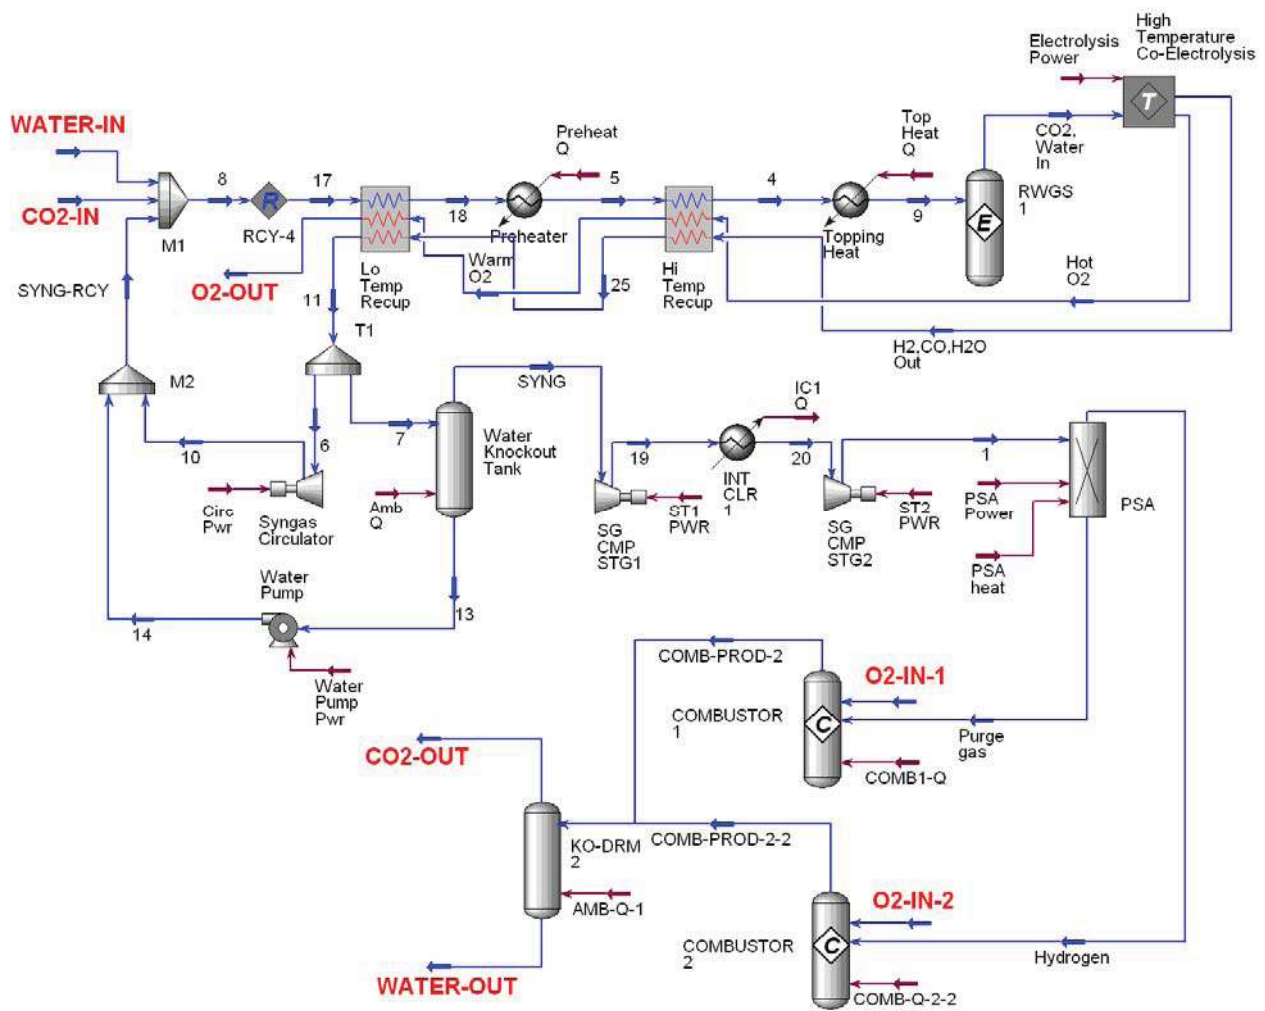 High
Temperature
Co-Electrolysis
Electrolysis
Power
T
WATER-IN
Preheat
Q
Top
Heat
Q
CO2,
Water
In
CO2-IN
8
17
R
18
5
4
9
RWGS
1
E
M1
RCY-4
Preheater
Topping
Heat
Warm
O2
25
Hot
O2
SYNG-RCY
O2-OUT
Lo
Temp
Recup
Hi
Temp
Recup
11
T1
H2,CO,H2O
Out
M2
SYNG
IC1
Q
6
7
10
Water
Knockout
Tank
19
20
1
INT
CLR
1
Circ
Pwr
Syngas
Circulator
Amb
Q
SG
CMP
STG1
ST1
PWR
SG
CMP
STG2
ST2
PWR
PSA
Power
PSA
PSA
heat
Water
Pump
13
14
Water
Pump
Pwr
COMB-PROD-2
O2-IN-1
COMBUSTOR
1
C
Purge
gas
COMB1-Q
CO2-OUT
COMB-PROD-2-2
KO-DRM
2
AMB-Q-1
O2-IN-2
COMBUSTOR
2
C
Hydrogen
COMB-Q-2-2
WATER-OUT